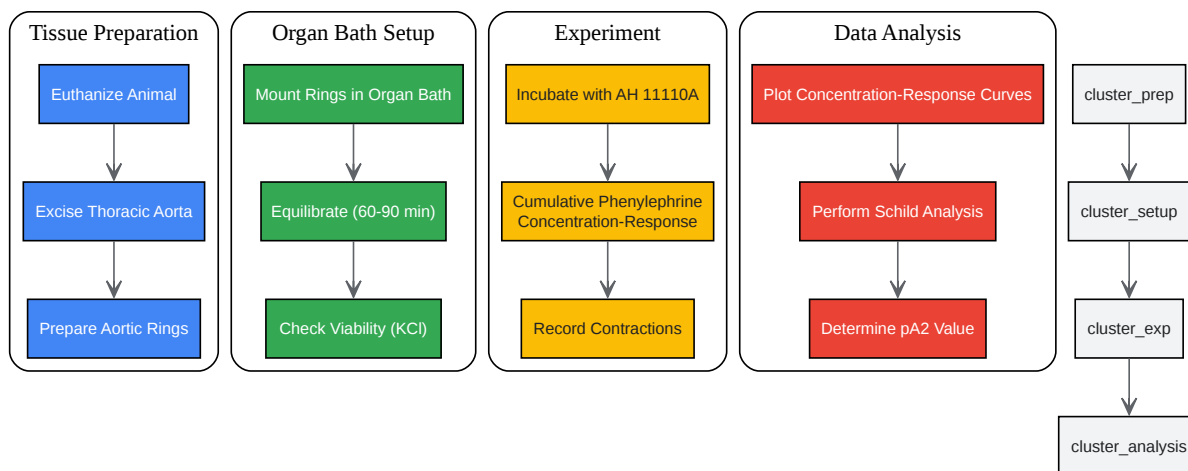 Tissue Preparation
Euthanize Animal
Excise Thoracic Aorta
Prepare Aortic Rings
Organ Bath Setup
Mount Rings in Organ Bath
Equilibrate (60-90 min)
Check Viability (KCl)
Experiment
Incubate with AH 11110A
Cumulative Phenylephrine
Concentration-Response
Record Contractions
Data Analysis
Plot Concentration-Response Curves
Perform Schild Analysis
Determine pA2 Value
cluster_prep
cluster_setup
cluster_exp
cluster_analysis